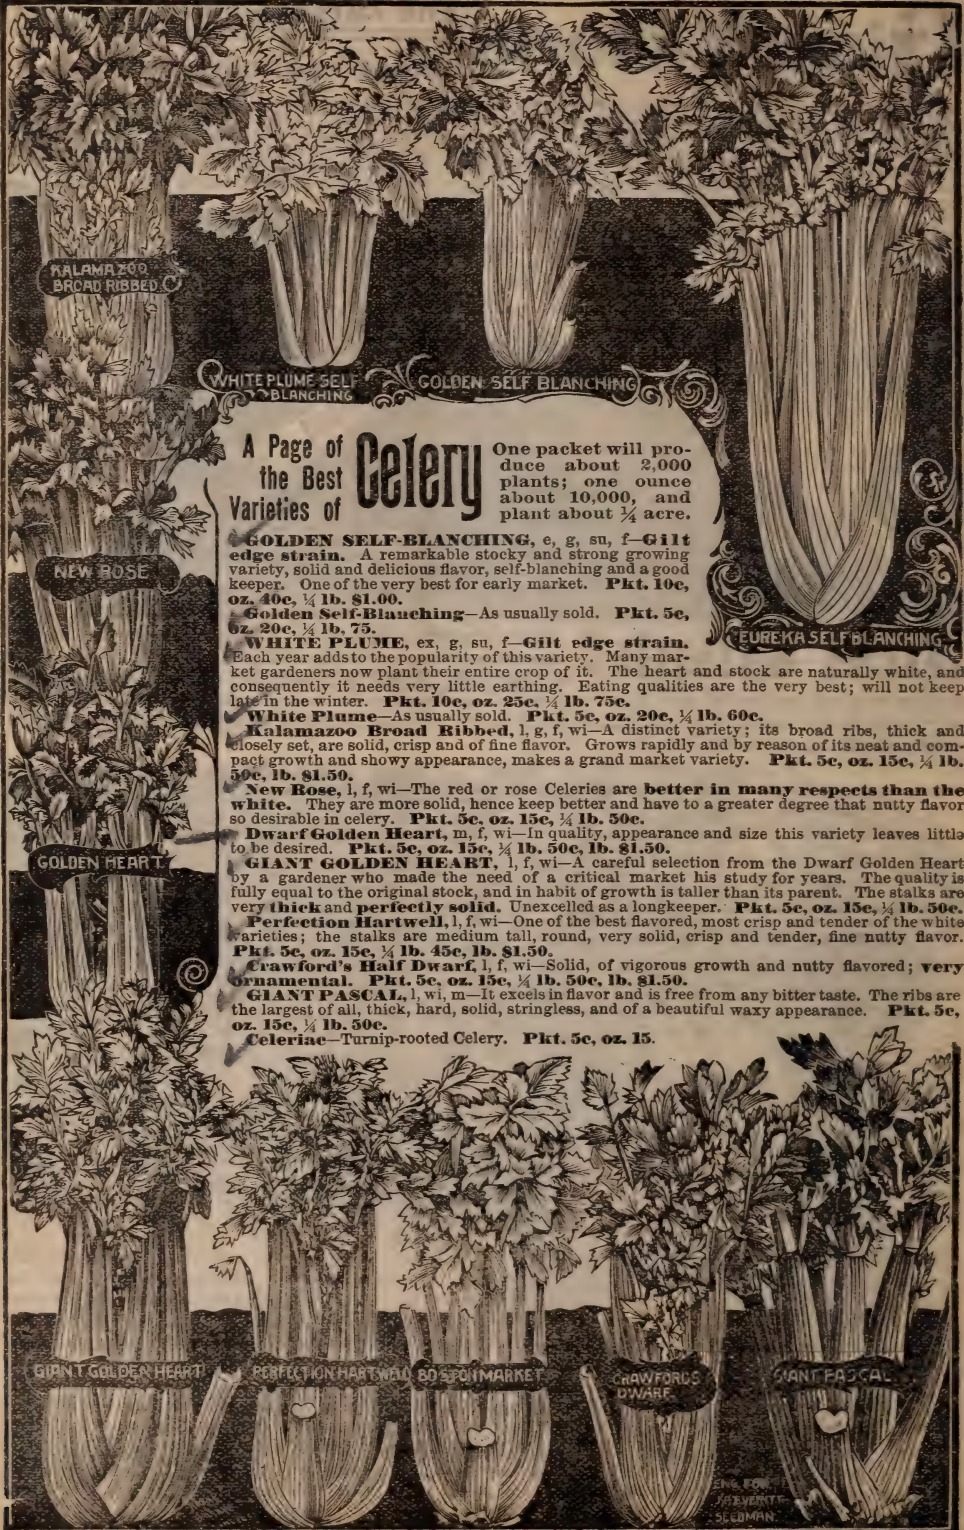 KALAMAZOO
BROAD RIBBED
WHITE PLUME SELF
BLANCHING
GOLDEN SELF BLANCHING
A Page of
the Best
Varieties of
Celery
One packet will pro-
duce about 2,000
plants; one ounce
about 10,000, and
plant about ¼ acre.
NEW ROSE
EUREKA SELF BLANCHING
GOLDEN SELF-BLANCHING, e, g, su, f—Gilt
edge strain. A remarkable stocky and strong growing
variety, solid and delicious flavor, self-blanching and a good
keeper. One of the very best for early market. Pkt. 10c,
oz. 40c, ¼ lb. $1.00.
Golden Self-Blanching—As usually sold. Pkt. 5c,
oz. 20c, ¼ lb. 75.
WHITE PLUME, ex, g, su, f—Gilt edge strain.
Each year adds to the popularity of this variety. Many mar-
ket gardeners now plant their entire crop of it. The heart and stock are naturally white, and
consequently it needs very little earthing. Eating qualities are the very best; will not keep
late in the winter. Pkt. 10c, oz. 25c, ¼ lb. 75c.
White Plume—As usually sold. Pkt. 5c, oz. 20c, ¼ lb. 60c.
Kalamazoo Broad Ribbed, l, g, f, wi—A distinct variety; its broad ribs, thick and
closely set, are solid, crisp and of fine flavor. Grows rapidly and by reason of its neat and com-
pact growth and showy appearance, makes a grand market variety. Pkt. 5c, oz. 15c, ¼ lb.
50c, lb. $1.50.
New Rose, l, f, wi—The red or rose Celeries are better in many respects than the
white. They are more solid, hence keep better and have to a greater degree that nutty flavor
so desirable in celery. Pkt. 5c, oz. 15c, ¼ lb. 50c.
Dwarf Golden Heart, m, f, wi—In quality, appearance and size this variety leaves little
to be desired. Pkt. 5c, oz. 15c, ¼ lb. 50c, lb. $1.50.
GIANT GOLDEN HEART, l, f, wi—A careful selection from the Dwarf Golden Heart
by a gardener who made the need of a critical market his study for years. The quality is
fully equal to the original stock, and in habit of growth is taller than its parent. The stalks are
very thick and perfectly solid. Unexcelled as a longkeeper. Pkt. 5c, oz. 15c, ¼ lb. 50c.
Perfection Hartwell, l, f, wi—One of the best flavored, most crisp and tender of the white
varieties; the stalks are medium tall, round, very solid, crisp and tender, fine nutty flavor.
Pkt. 5c, oz. 15c, ¼ lb. 45c, lb. $1.50.
Crawford's Half Dwarf, l, f, wi—Solid, of vigorous growth and nutty flavored; very
ornamental. Pkt. 5c, oz. 15c, ¼ lb. 50c, lb. $1.50.
GIANT PASCAL, l, wi, m—It excels in flavor and is free from any bitter taste. The ribs are
the largest of all, thick, hard, solid, stringless, and of a beautiful waxy appearance. Pkt. 5c,
oz. 15c, ¼ lb. 50c.
Celeriac—Turnip-rooted Celery. Pkt. 5c, oz. 15.
GOLDEN HEART
GIANT GOLDEN HEART
PERFECTION HARTWELL
BOSTON MARKET
CRAWFORDS
DWARF
GIANT PASCAL
ENG. FOR
J.A. EVERITT
SEEDMAN